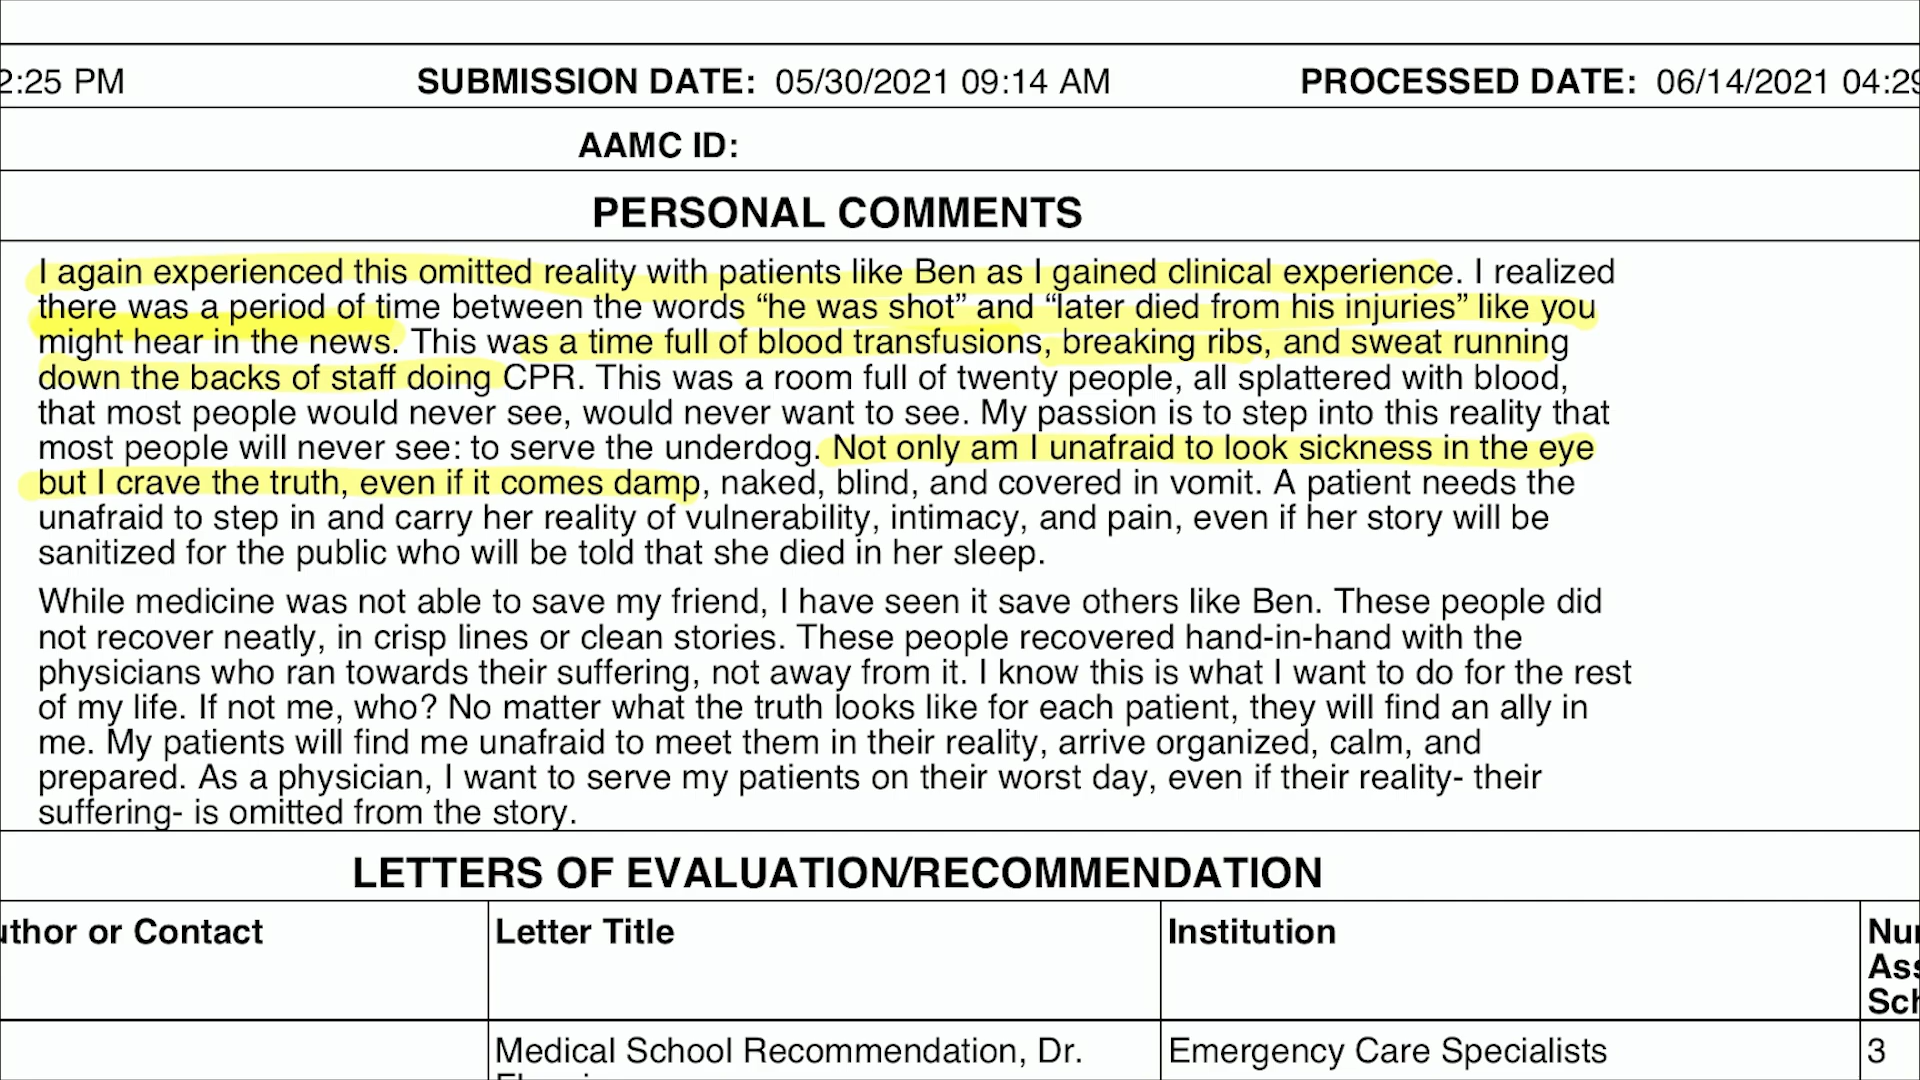 2:25 PM SUBMISSION DATE: 05/30/2021 09:14 AM PROCESSED DATE: 06/14/2021 04:29
AAMC ID:
PERSONAL COMMENTS
I again experienced this omitted reality with patients like Ben as I gained clinical experience. I realized
there was a period of time between the words “he was shot” and “later died from his injuries” like you
might hear in the news. This was a time full of blood transfusions, breaking ribs, and sweat running
down the backs of staff doing CPR. This was a room full of twenty people, all splattered with blood,
that most people would never see, would never want to see. My passion is to step into this reality that
most people will never see: to serve the underdog. Not only am I unafraid to look sickness in the eye
but I crave the truth, even if it comes damp, naked, blind, and covered in vomit. A patient needs the
unafraid to step in and carry her reality of vulnerability, intimacy, and pain, even if her story will be
sanitized for the public who will be told that she died in her sleep.
While medicine was not able to save my friend, I have seen it save others like Ben. These people did
not recover neatly, in crisp lines or clean stories. These people recovered hand-in-hand with the
physicians who ran towards their suffering, not away from it. I know this is what I want to do for the rest
of my life. If not me, who? No matter what the truth looks like for each patient, they will find an ally in
me. My patients will find me unafraid to meet them in their reality, arrive organized, calm, and
prepared. As a physician, I want to serve my patients on their worst day, even if their reality- their
suffering- is omitted from the story.
LETTERS OF EVALUATION/RECOMMENDATION
uthor or Contact Letter Title Institution Nu
Ass
Sch
Medical School Recommendation, Dr. Emergency Care Specialists 3